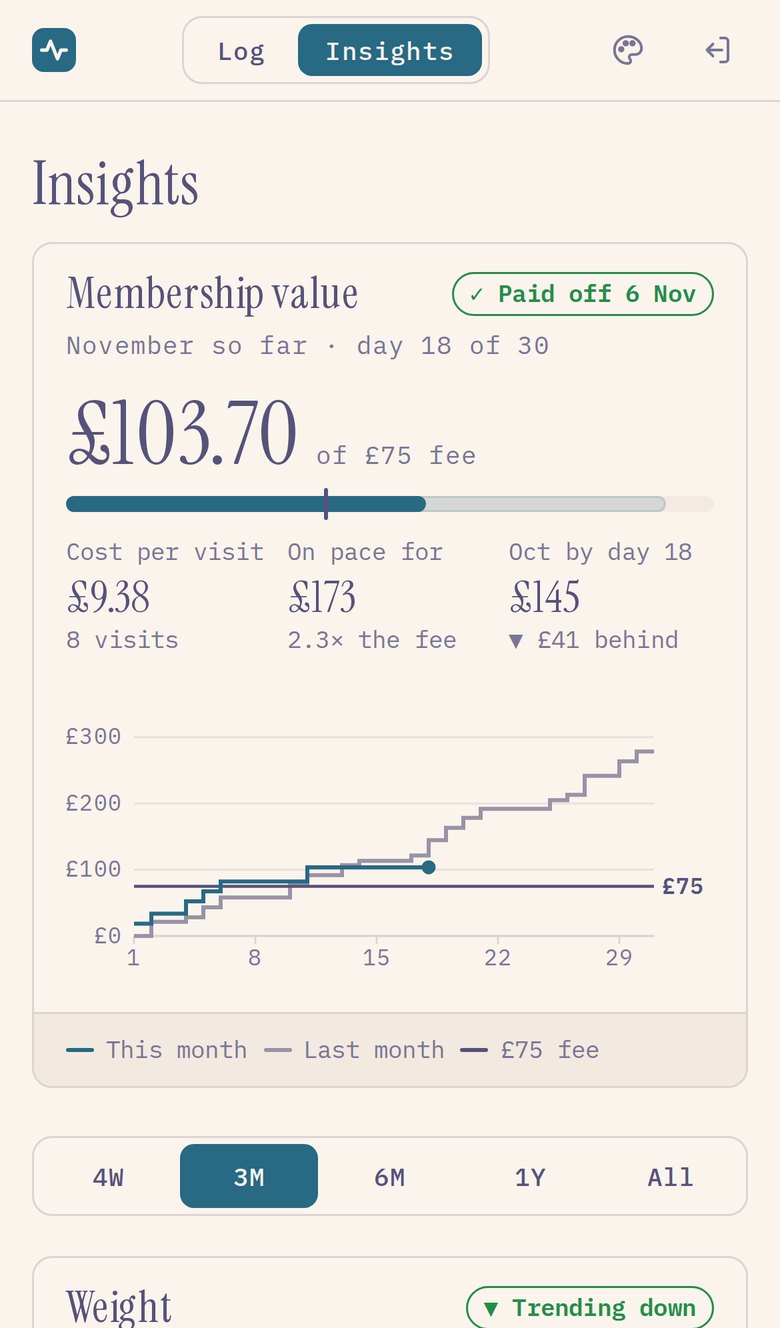 Log Insights
Insights
Membership value ✓ Paid off 6 Nov
November so far · day 18 of 30
£103.70 of £75 fee
Cost per visit On pace for Oct by day 18
£9.38 £173 £145
8 visits 2.3× the fee ▼ £41 behind
£300
£200
£100
£75
£0
1 8 15 22 29
This month Last month £75 fee
4W 3M 6M 1Y All
Weight ▼ Trending down